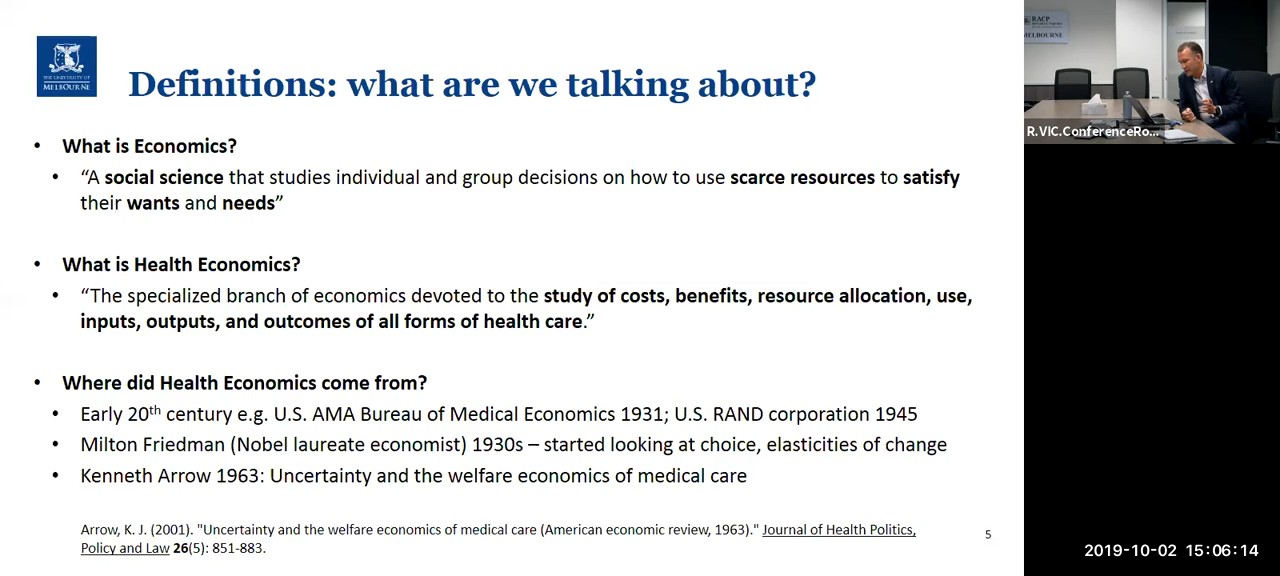 THE UNIVERSITY OF
MELBOURNE
Definitions: what are we talking about?
• What is Economics?
• “A social science that studies individual and group decisions on how to use scarce resources to satisfy
their wants and needs”
• What is Health Economics?
• “The specialized branch of economics devoted to the study of costs, benefits, resource allocation, use,
inputs, outputs, and outcomes of all forms of health care.”
• Where did Health Economics come from?
• Early 20th century e.g. U.S. AMA Bureau of Medical Economics 1931; U.S. RAND corporation 1945
• Milton Friedman (Nobel laureate economist) 1930s – started looking at choice, elasticities of change
• Kenneth Arrow 1963: Uncertainty and the welfare economics of medical care
Arrow, K. J. (2001). "Uncertainty and the welfare economics of medical care (American economic review, 1963)." Journal of Health Politics,
Policy and Law 26(5): 851-883.
5
RACP
MELBOURNE
R.VIC.ConferenceRo...
2019-10-02 15:06:14